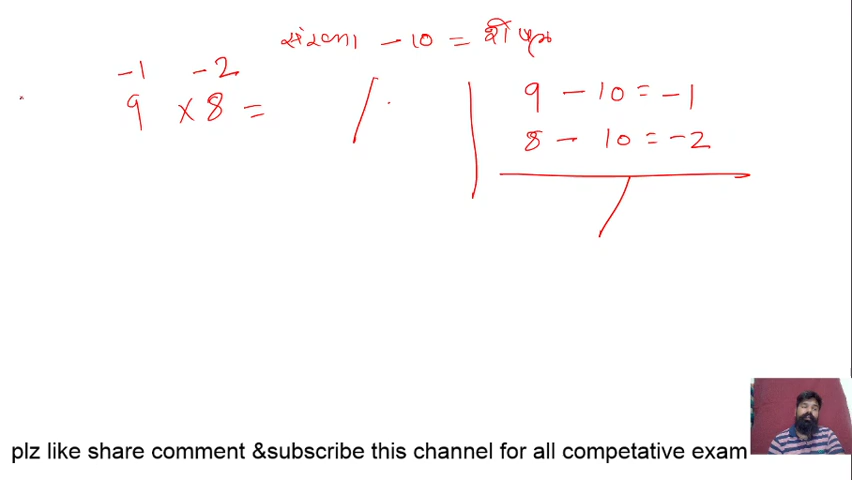 - 10 =
-1 -2
9 x 8 = /
9 - 10 = -1
8 - 10 = -2
/
plz like share comment &subscribe this channel for all competative exam